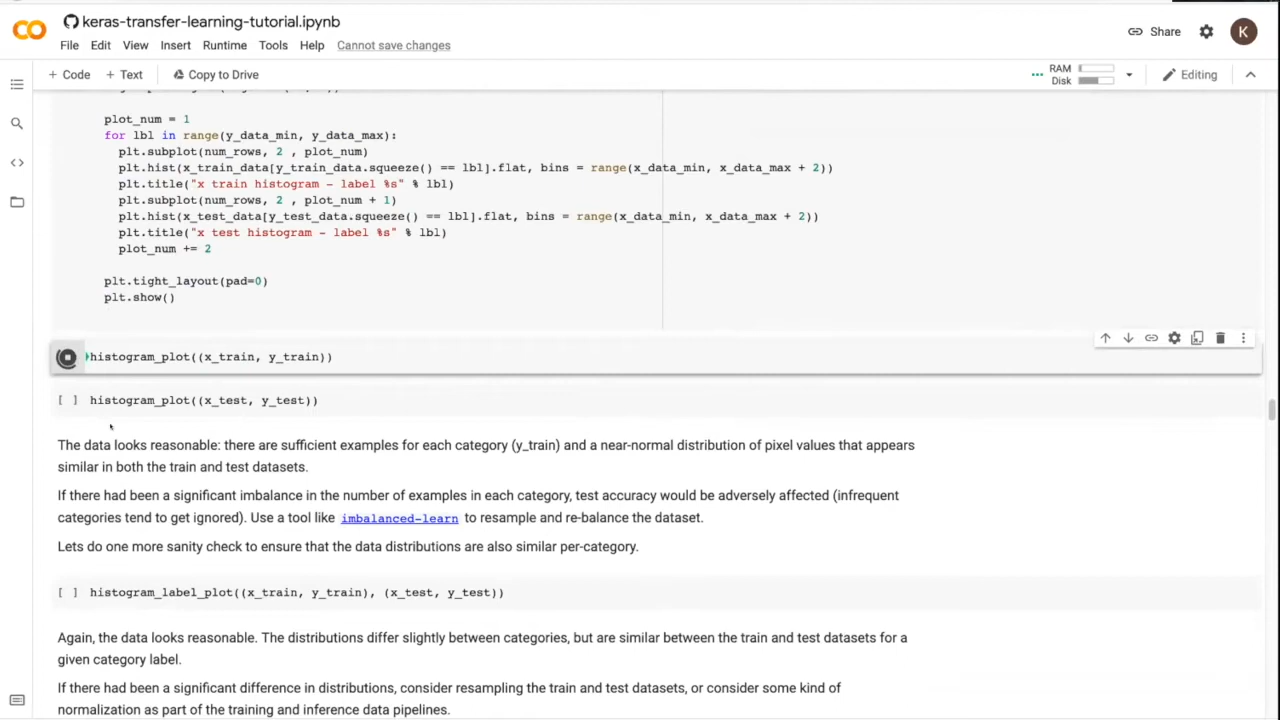 keras-transfer-learning-tutorial.ipynb
File Edit View Insert Runtime Tools Help Cannot save changes
Share
K
+ Code + Text Copy to Drive
RAM
Disk
Editing
plot_num = 1
for lbl in range(y_data_min, y_data_max):
plt.subplot(num_rows, 2 , plot_num)
plt.hist(x_train_data[y_train_data.squeeze() == lbl].flat, bins = range(x_data_min, x_data_max + 2))
plt.title("x train histogram - label %s" % lbl)
plt.subplot(num_rows, 2 , plot_num + 1)
plt.hist(x_test_data[y_test_data.squeeze() == lbl].flat, bins = range(x_data_min, x_data_max + 2))
plt.title("x test histogram - label %s" % lbl)
plot_num += 2
plt.tight_layout(pad=0)
plt.show()
histogram_plot((x_train, y_train))
[ ] histogram_plot((x_test, y_test))
The data looks reasonable: there are sufficient examples for each category (y_train) and a near-normal distribution of pixel values that appears
similar in both the train and test datasets.
If there had been a significant imbalance in the number of examples in each category, test accuracy would be adversely affected (infrequent
categories tend to get ignored). Use a tool like imbalanced-learn to resample and re-balance the dataset.
Lets do one more sanity check to ensure that the data distributions are also similar per-category.
[ ] histogram_label_plot((x_train, y_train), (x_test, y_test))
Again, the data looks reasonable. The distributions differ slightly between categories, but are similar between the train and test datasets for a
given category label.
If there had been a significant difference in distributions, consider resampling the train and test datasets, or consider some kind of
normalization as part of the training and inference data pipelines.